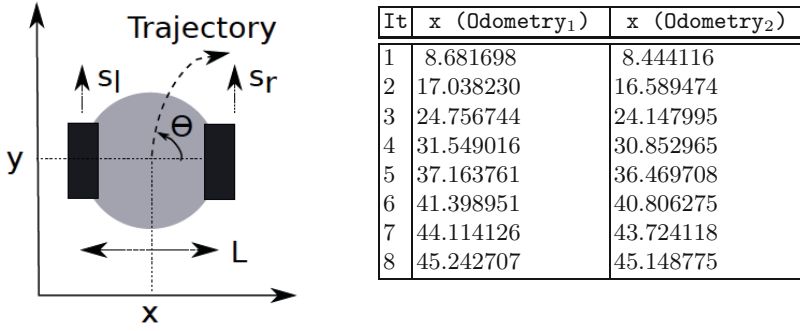 Trajectory
sl
sr
θ
y
L
x
It x (Odometry₁) x (Odometry₂)
1 8.681698 8.444116
2 17.038230 16.589474
3 24.756744 24.147995
4 31.549016 30.852965
5 37.163761 36.469708
6 41.398951 40.806275
7 44.114126 43.724118
8 45.242707 45.148775